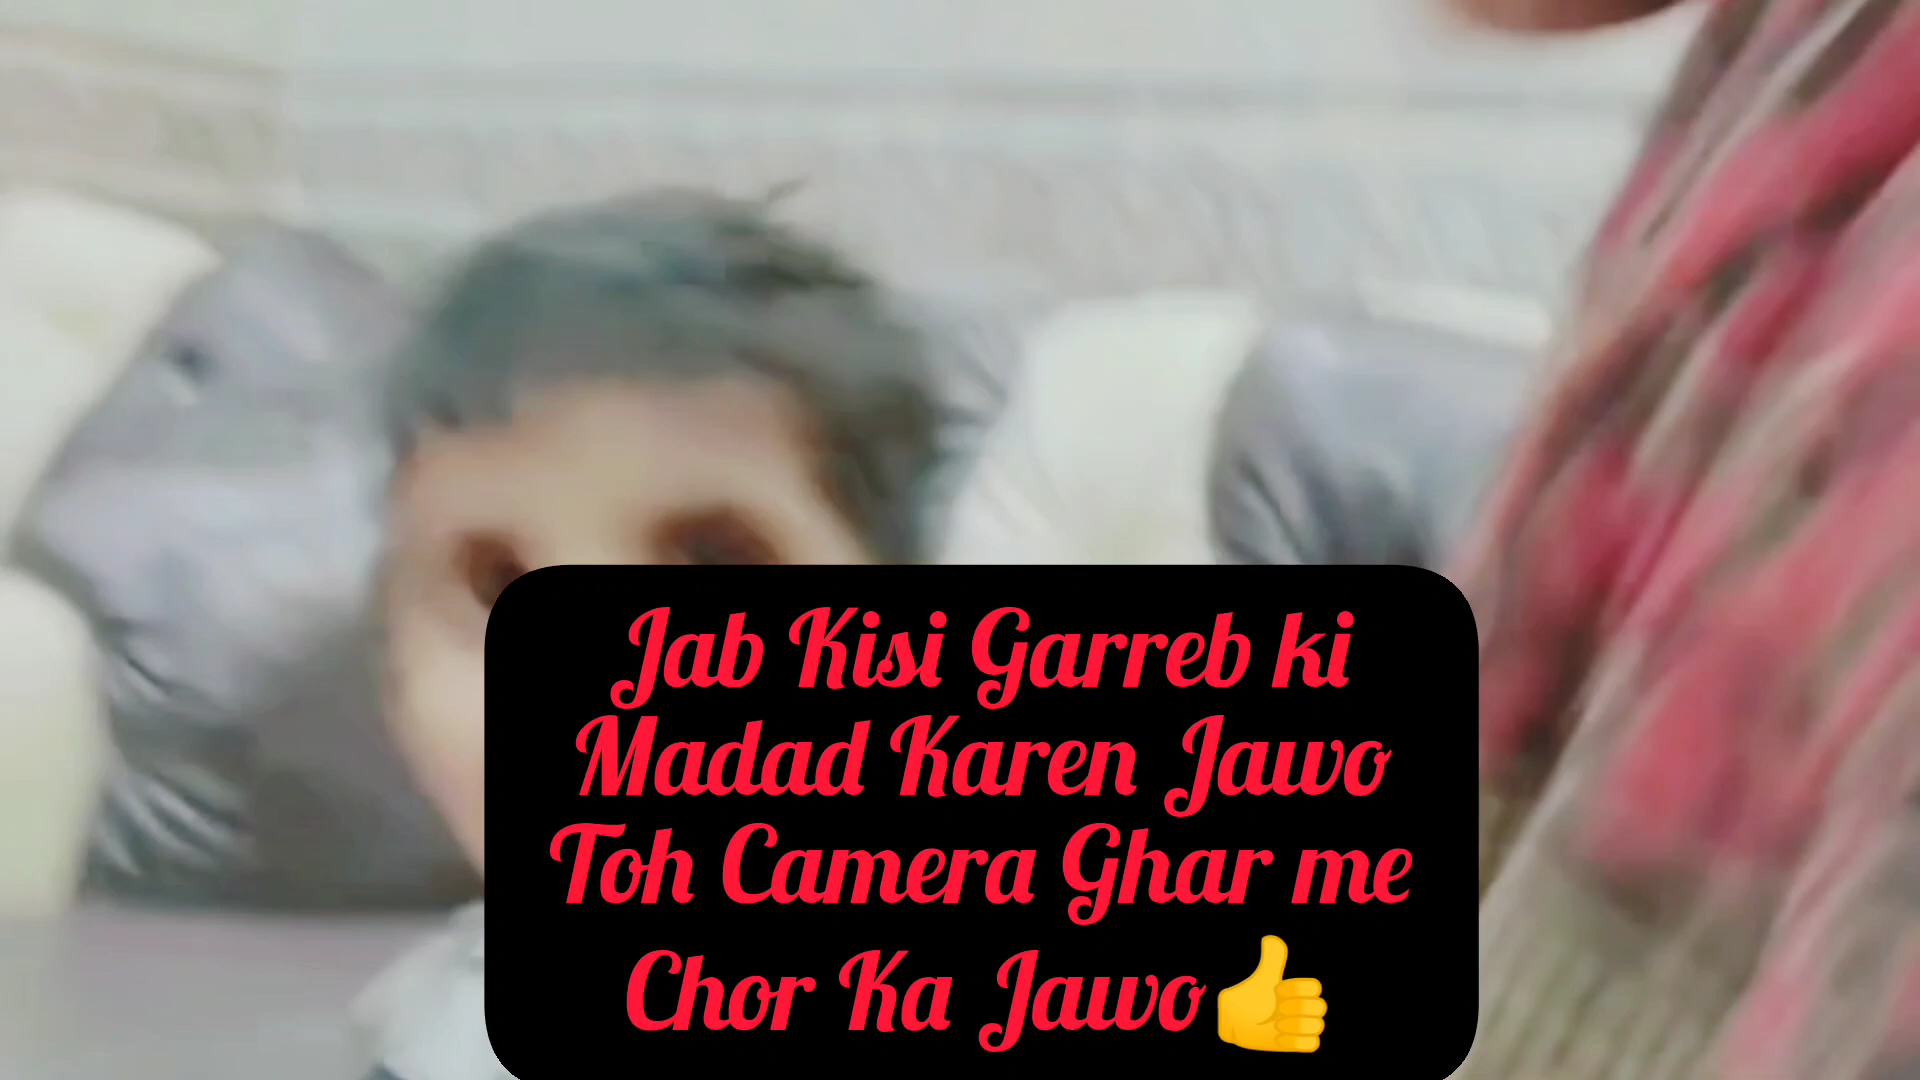 Jab Kisi Garreb ki
Madad Karen Jawo
Toh Camera Ghar me
Chor Ka Jawo👍